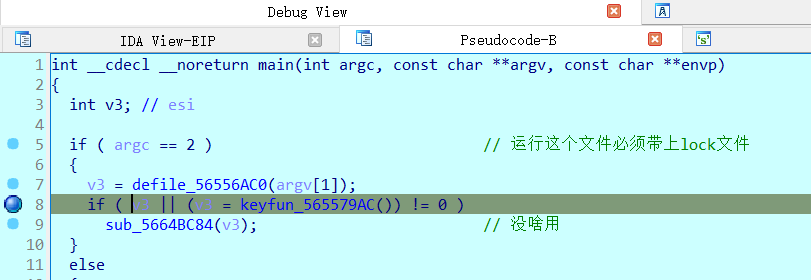 Debug View
IDA View-EIP
Pseudocode-B
's'
1 int __cdecl __noreturn main(int argc, const char **argv, const char **envp)
2 {
3 int v3; // esi
4
5 if ( argc == 2 ) // 运行这个文件必须带上lock文件
6 {
7 v3 = defile_56556AC0(argv[1]);
8 if ( v3 || (v3 = keyfun_565579AC()) != 0 )
9 sub_5664BC84(v3); // 没啥用
10 }
11 else